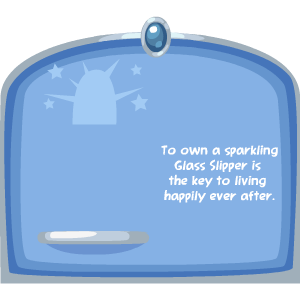 To own a sparkling
Glass Slipper is
the key to living
happily ever after.